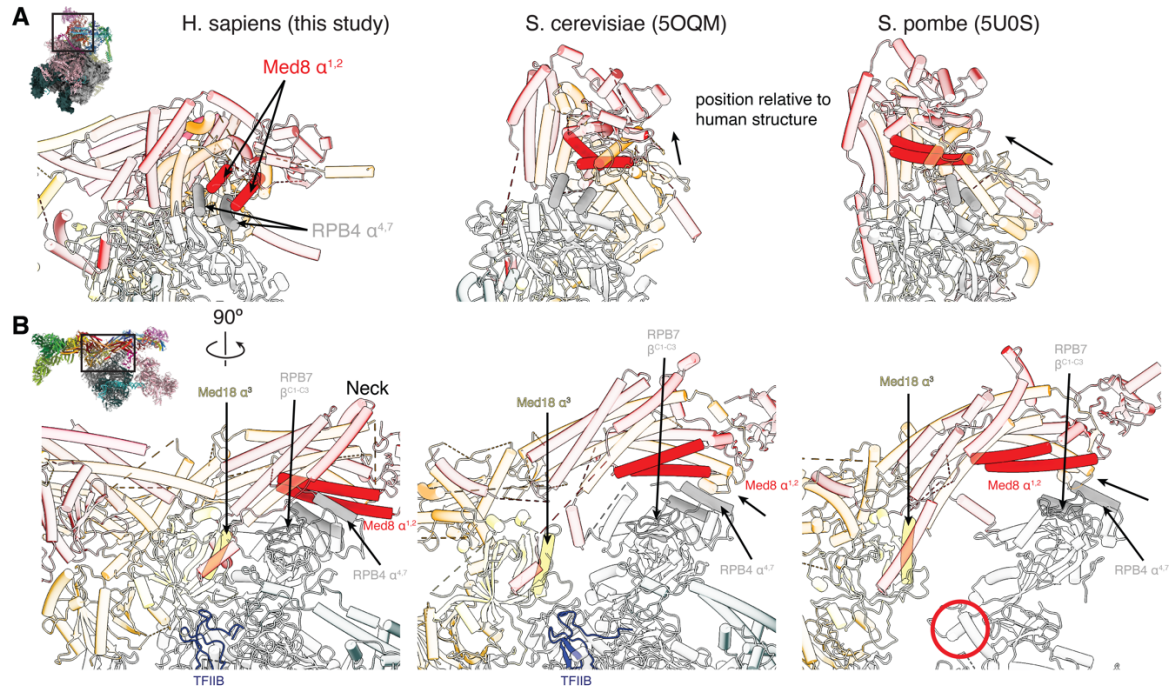 A
H. sapiens (this study)
S. cerevisiae (5OQM)
S. pombe (5U0S)
Med8 α1,2
position relative to
human structure
RPB4 α4,7
B
90º
RPB7
βC1-C3
Med18 α3
Neck
Med8 α1,2
RPB4 α4,7
TFIIB
RPB7
βC1-C3
Med18 α3
Med8 α1,2
RPB4 α4,7
TFIIB
RPB7
βC1-C3
Med18 α3
Med8 α1,2
RPB4 α4,7